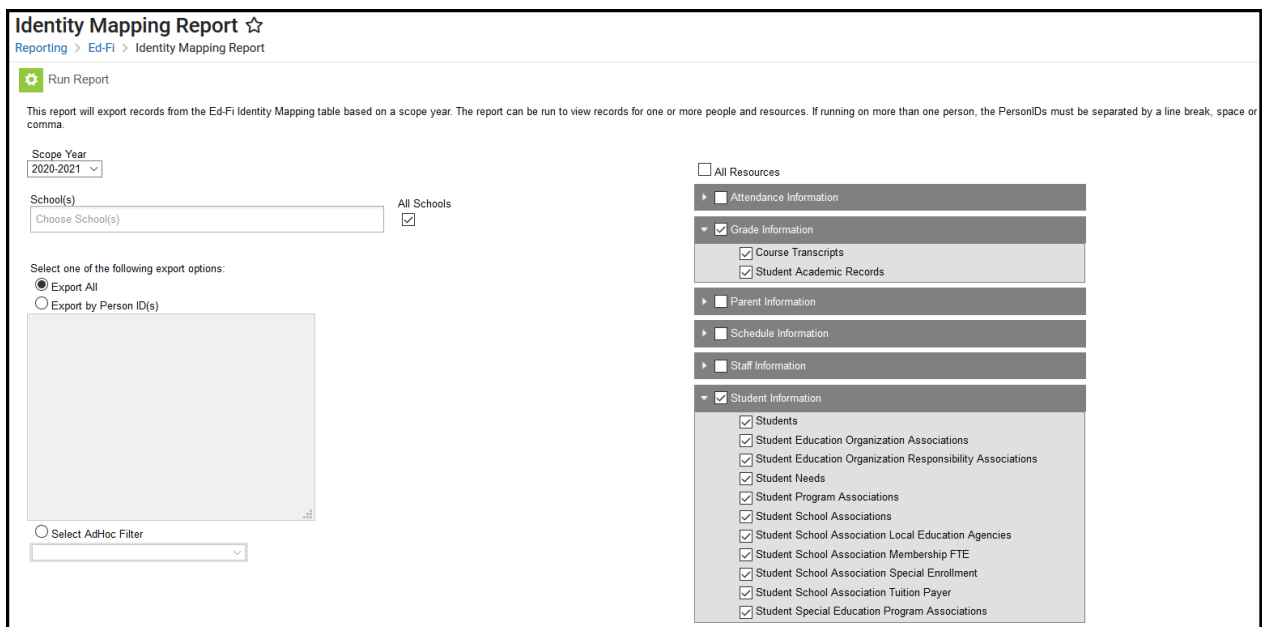 Identity Mapping Report
Reporting > Ed-Fi > Identity Mapping Report
Run Report
This report will export records from the Ed-Fi Identity Mapping table based on a scope year. The report can be run to view records for one or more people and resources. If running on more than one person, the PersonIDs must be separated by a line break, space or
comma.
Scope Year
2020-2021
School(s)
Choose School(s)
All Schools
Select one of the following export options:
Export All
Export by Person ID(s)
Select AdHoc Filter
All Resources
Attendance Information
Grade Information
Course Transcripts
Student Academic Records
Parent Information
Schedule Information
Staff Information
Student Information
Students
Student Education Organization Associations
Student Education Organization Responsibility Associations
Student Needs
Student Program Associations
Student School Associations
Student School Association Local Education Agencies
Student School Association Membership FTE
Student School Association Special Enrollment
Student School Association Tuition Payer
Student Special Education Program Associations